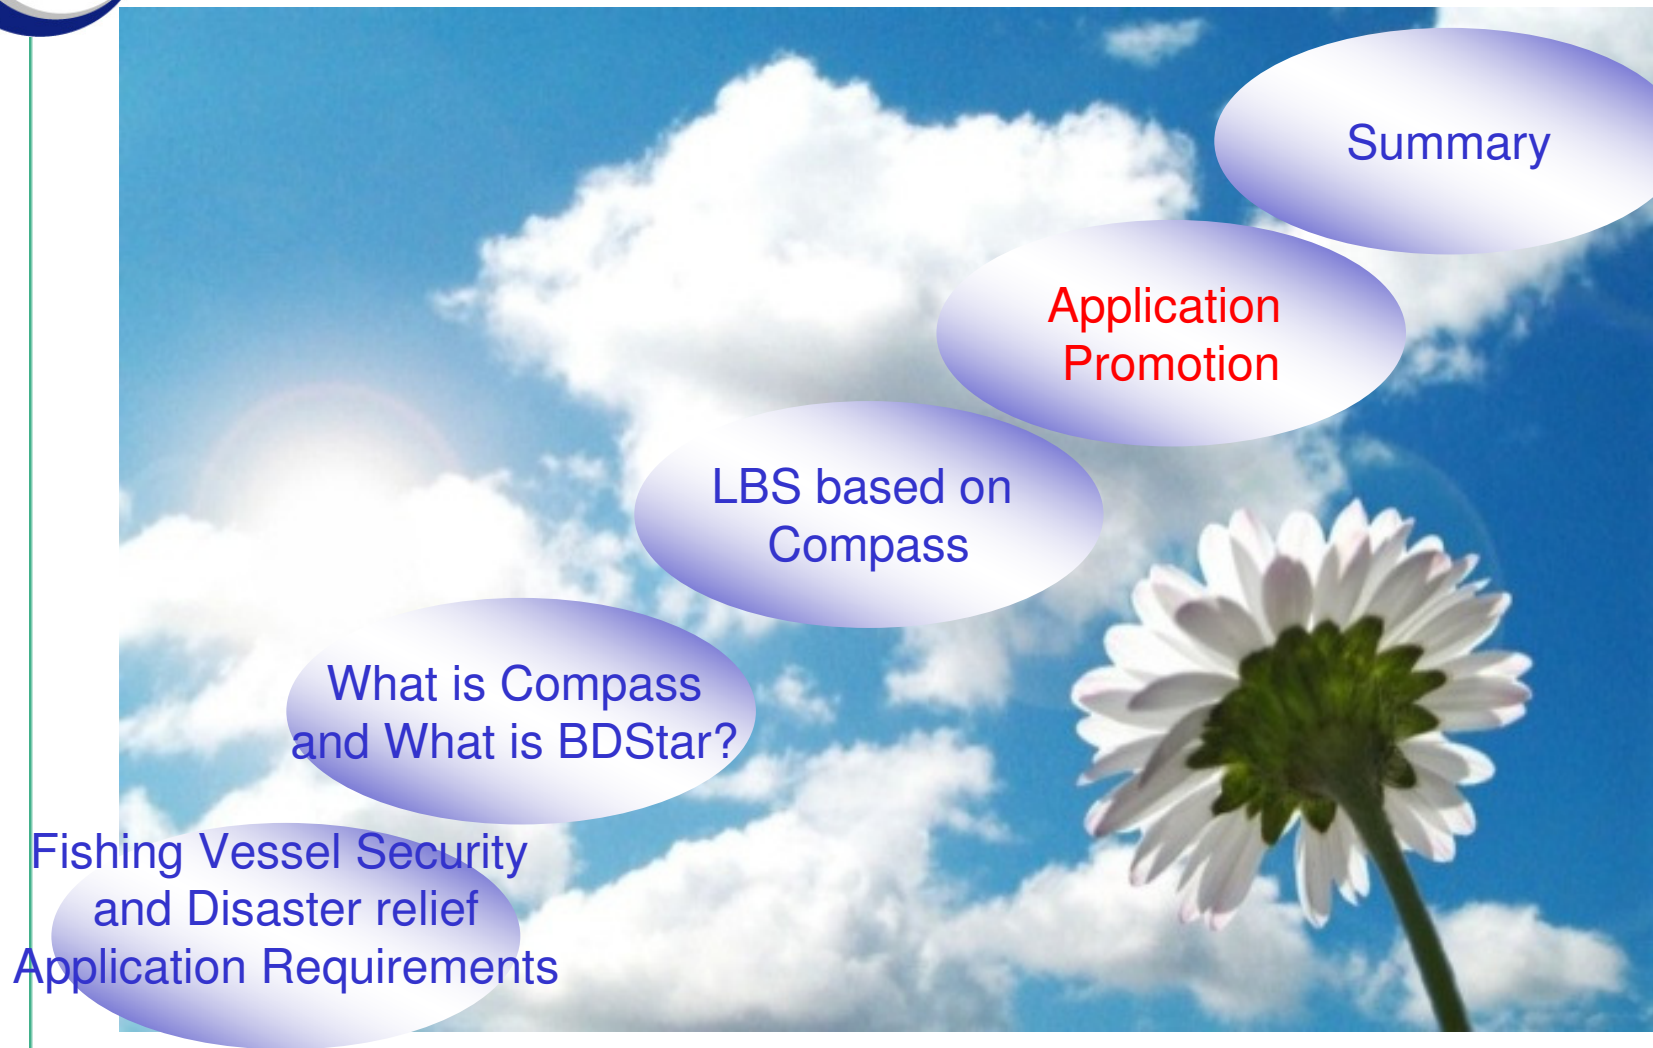 Summary
Application
Promotion
LBS based on
Compass
What is Compass
and What is BDStar?
Fishing Vessel Security
and Disaster relief
Application Requirements